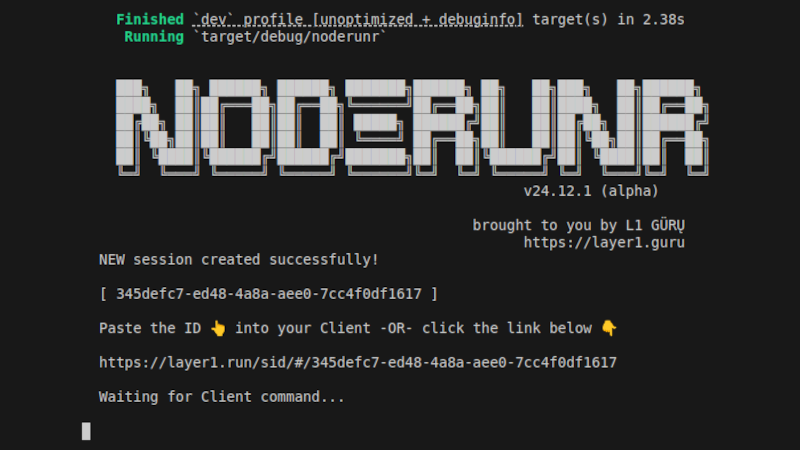 Finished `dev` profile [unoptimized + debuginfo] target(s) in 2.38s
Running `target/debug/noderunr`
NODERUNR
v24.12.1 (alpha)
brought to you by L1 GÜRŲ
https://layer1.guru
NEW session created successfully!
[ 345defc7-ed48-4a8a-aee0-7cc4f0df1617 ]
Paste the ID 👆 into your Client -OR- click the link below 👇
https://layer1.run/sid/#/345defc7-ed48-4a8a-aee0-7cc4f0df1617
Waiting for Client command...